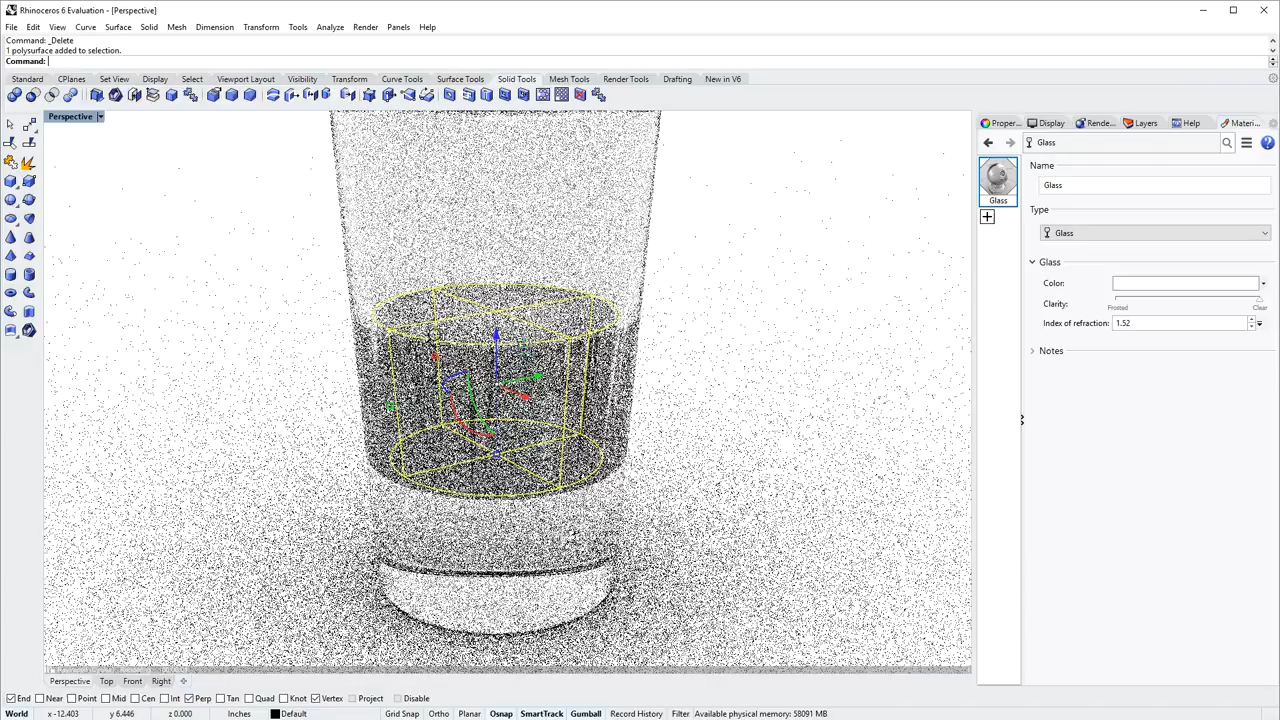 Rhinoceros 6 Evaluation - [Perspective]
File Edit View Curve Surface Solid Mesh Dimension Transform Tools Analyze Render Panels Help
Command: _Delete
1 polysurface added to selection.
Command:
Standard CPlanes Set View Display Select Viewport Layout Visibility Transform Curve Tools Surface Tools Solid Tools Mesh Tools Render Tools Drafting New in V6
Perspective
Proper... Display Rende... Layers Help Materi...
Glass
Glass
Name
Glass
Type
Glass
Glass
Color:
Clarity:
Frosted Clear
Index of refraction: 1.52
Notes
Perspective Top Front Right
End Near Point Mid Cen Int Perp Tan Quad Knot Vertex Project Disable
World x -12.403 y 6.446 z 0.000 Inches Default Grid Snap Ortho Planar Osnap SmartTrack Gumball Record History Filter Available physical memory: 58091 MB